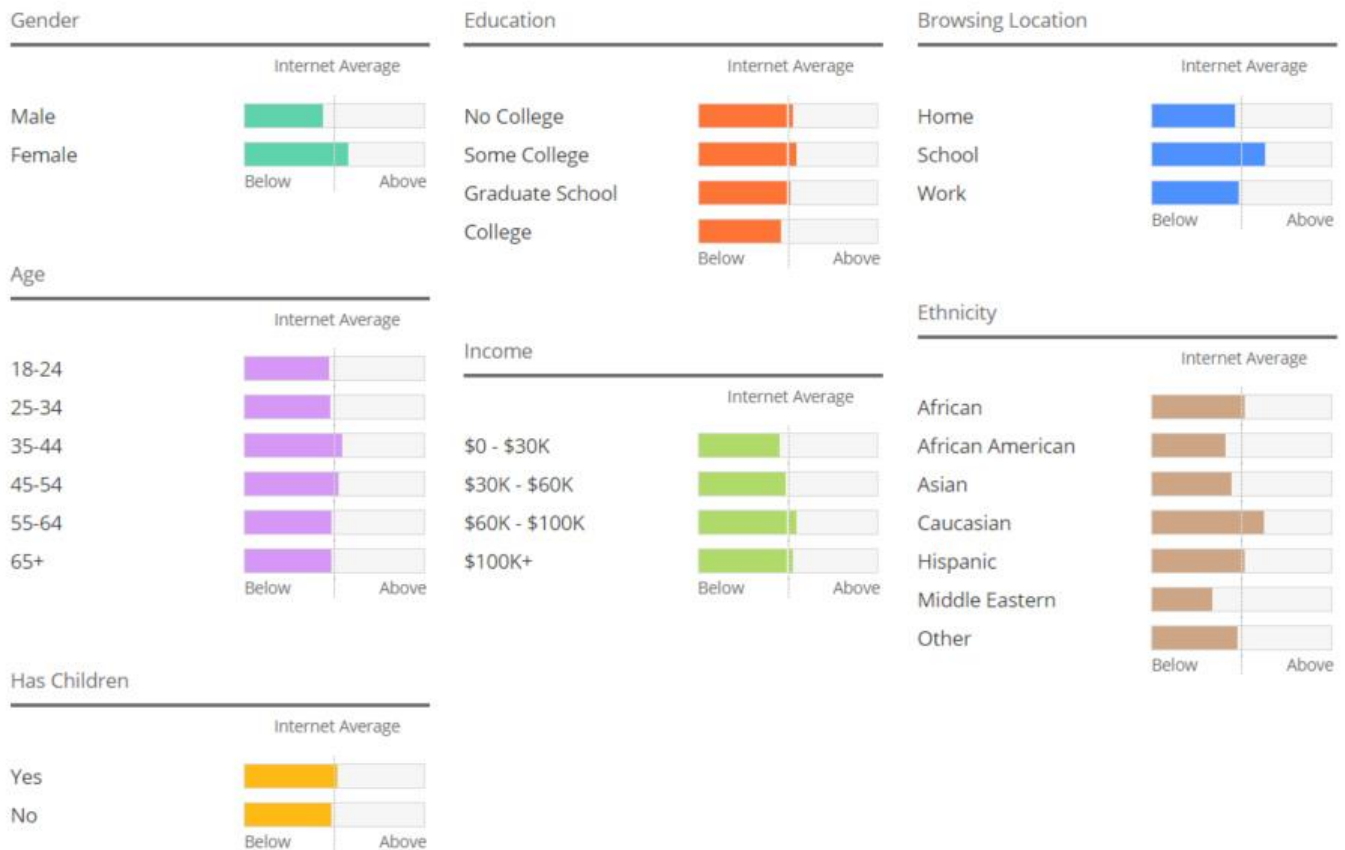 Gender
Internet Average
Male
Female
Below Above
Age
Internet Average
18-24
25-34
35-44
45-54
55-64
65+
Below Above
Has Children
Internet Average
Yes
No
Below Above
Education
Internet Average
No College
Some College
Graduate School
College
Below Above
Income
Internet Average
$0 - $30K
$30K - $60K
$60K - $100K
$100K+
Below Above
Browsing Location
Internet Average
Home
School
Work
Below Above
Ethnicity
Internet Average
African
African American
Asian
Caucasian
Hispanic
Middle Eastern
Other
Below Above